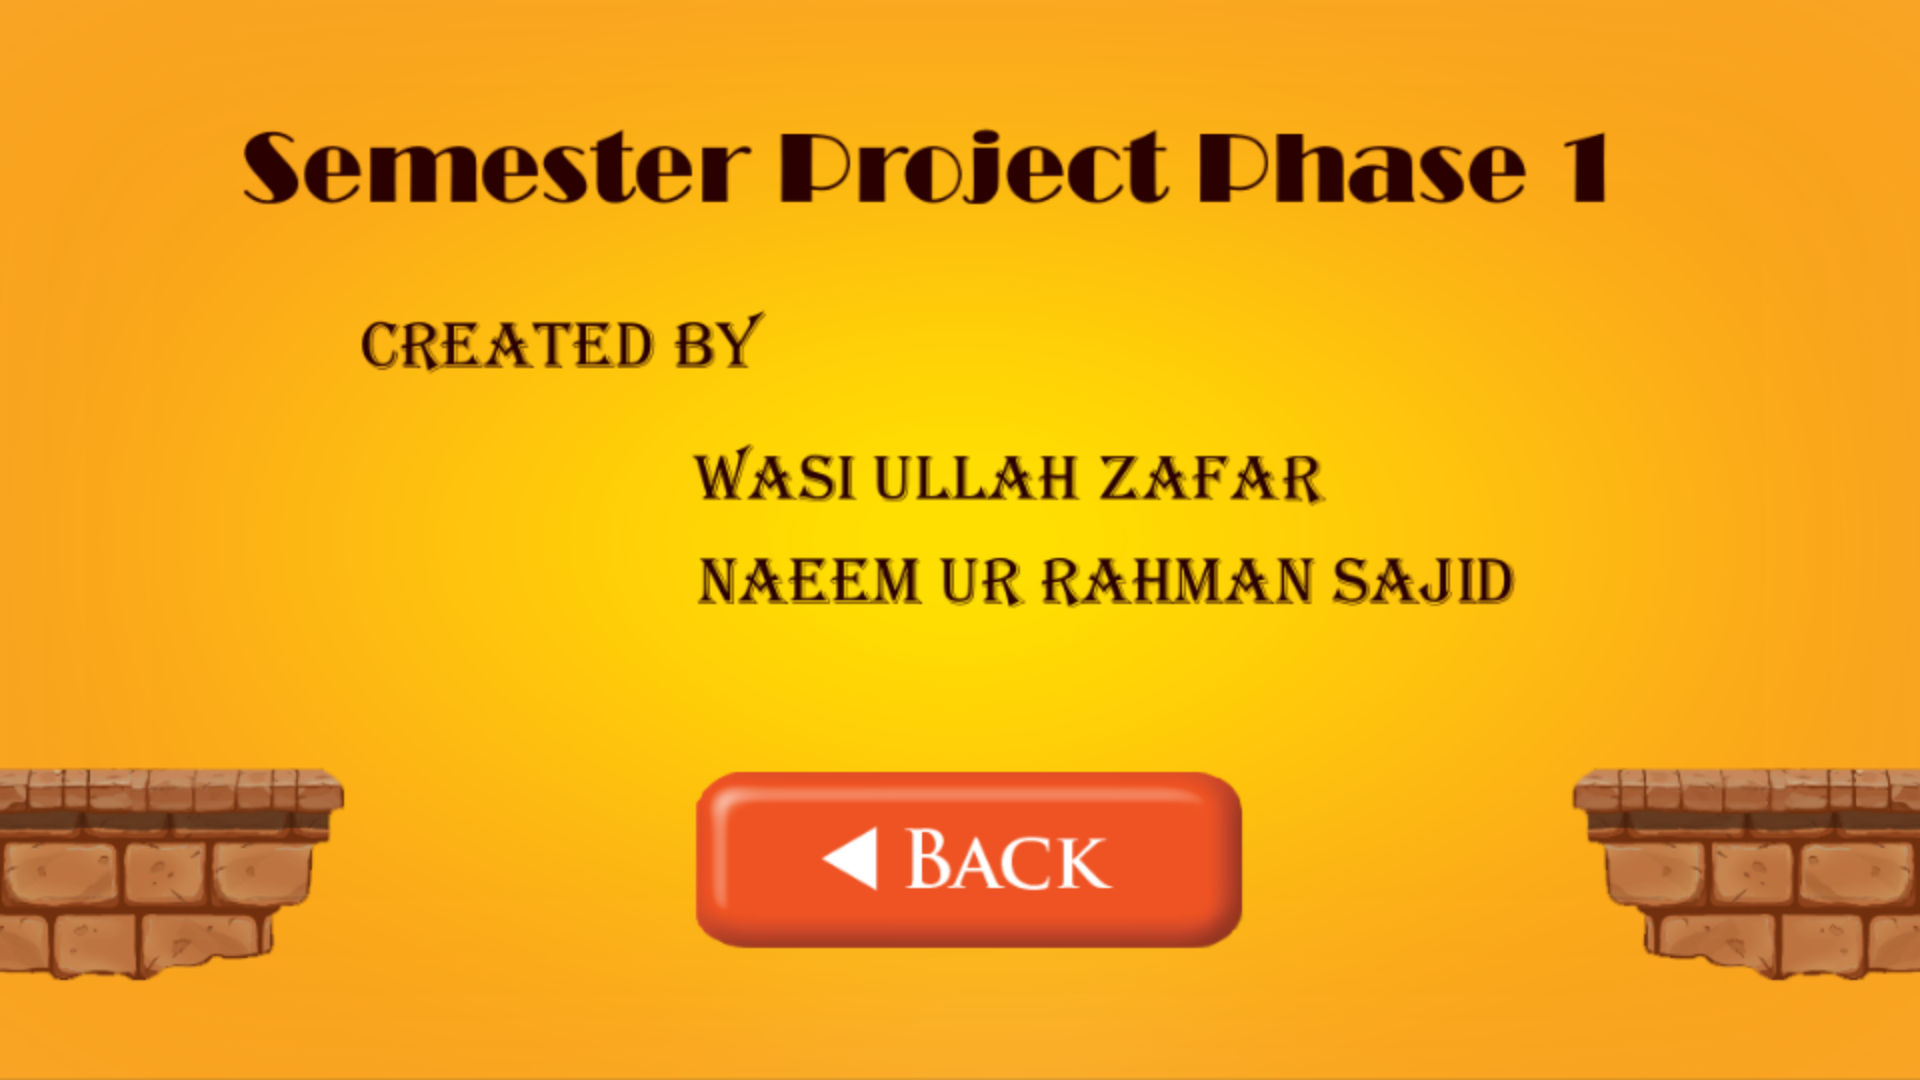 Semester Project Phase 1
CREATED BY
WASI ULLAH ZAFAR
NAEEM UR RAHMAN SAJID
BACK